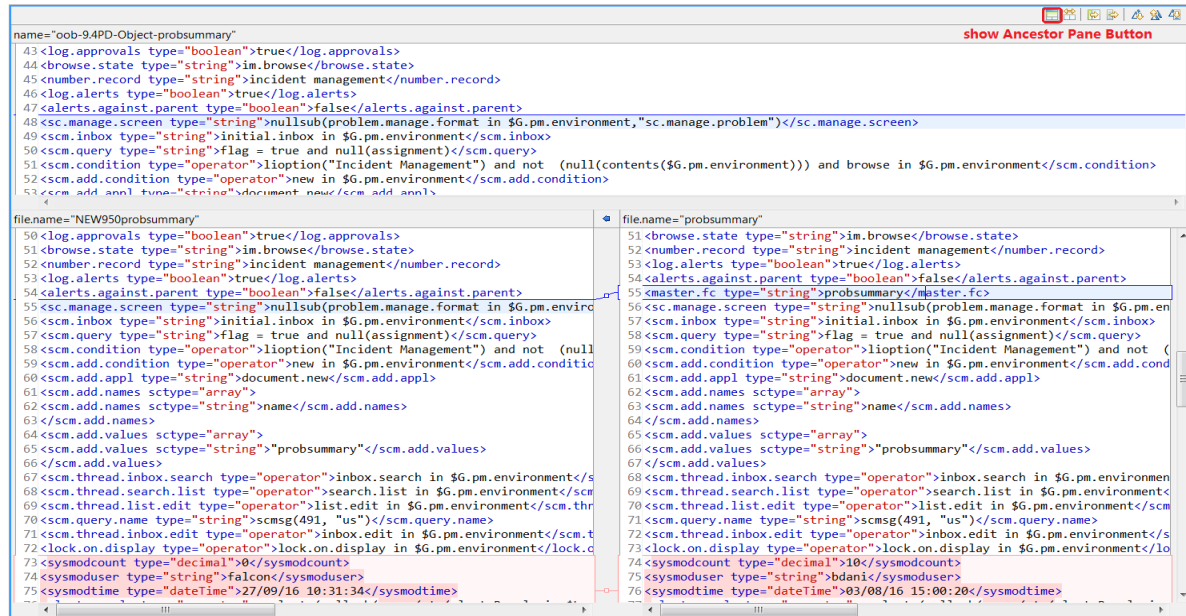 name="oob-9.4PD-Object-probsummary"
show Ancestor Pane Button
43 <log.approvals type="boolean">true</log.approvals>
44 <browse.state type="string">im.browse</browse.state>
45 <number.record type="string">incident management</number.record>
46 <log.alerts type="boolean">true</log.alerts>
47 <alerts.against.parent type="boolean">false</alerts.against.parent>
48 <sc.manage.screen type="string">nullsub(problem.manage.format in $G.pm.environment,"sc.manage.problem")</sc.manage.screen>
49 <scm.inbox type="string">initial.inbox in $G.pm.environment</scm.inbox>
50 <scm.query type="string">flag = true and null(assignment)</scm.query>
51 <scm.condition type="operator">lioption("Incident Management") and not  (null(contents($G.pm.environment))) and browse in $G.pm.environment</scm.condition>
52 <scm.add.condition type="operator">new in $G.pm.environment</scm.add.condition>
53 <scm.add.appl type="string">document.new</scm.add.appl>
file.name="NEW950probsummary"
50 <log.approvals type="boolean">true</log.approvals>
51 <browse.state type="string">im.browse</browse.state>
52 <number.record type="string">incident management</number.record>
53 <log.alerts type="boolean">true</log.alerts>
54 <alerts.against.parent type="boolean">false</alerts.against.parent>
55 <sc.manage.screen type="string">nullsub(problem.manage.format in $G.pm.enviro
56 <scm.inbox type="string">initial.inbox in $G.pm.environment</scm.inbox>
57 <scm.query type="string">flag = true and null(assignment)</scm.query>
58 <scm.condition type="operator">lioption("Incident Management") and not  (null
59 <scm.add.condition type="operator">new in $G.pm.environment</scm.add.conditio
60 <scm.add.appl type="string">document.new</scm.add.appl>
61 <scm.add.names sctype="array">
62 <scm.add.names sctype="string">name</scm.add.names>
63 </scm.add.names>
64 <scm.add.values sctype="array">
65 <scm.add.values sctype="string">"probsummary"</scm.add.values>
66 </scm.add.values>
67 <scm.thread.inbox.search type="operator">inbox.search in $G.pm.environment</s
68 <scm.thread.search.list type="operator">search.list in $G.pm.environment</scm
69 <scm.thread.list.edit type="operator">list.edit in $G.pm.environment</scm.thr
70 <scm.query.name type="string">scmsg(491, "us")</scm.query.name>
71 <scm.thread.inbox.edit type="operator">inbox.edit in $G.pm.environment</scm.t
72 <lock.on.display type="operator">lock.on.display in $G.pm.environment</lock.o
73 <sysmodcount type="decimal">0</sysmodcount>
74 <sysmoduser type="string">falcon</sysmoduser>
75 <sysmodtime type="dateTime">27/09/16 10:31:34</sysmodtime>
file.name="probsummary"
51 <browse.state type="string">im.browse</browse.state>
52 <number.record type="string">incident management</number.record>
53 <log.alerts type="boolean">true</log.alerts>
54 <alerts.against.parent type="boolean">false</alerts.against.parent>
55 <master.fc type="string">probsummary</master.fc>
56 <sc.manage.screen type="string">nullsub(problem.manage.format in $G.pm.en
57 <scm.inbox type="string">initial.inbox in $G.pm.environment</scm.inbox>
58 <scm.query type="string">flag = true and null(assignment)</scm.query>
59 <scm.condition type="operator">lioption("Incident Management") and not  (
60 <scm.add.condition type="operator">new in $G.pm.environment</scm.add.cond
61 <scm.add.appl type="string">document.new</scm.add.appl>
62 <scm.add.names sctype="array">
63 <scm.add.names sctype="string">name</scm.add.names>
64 </scm.add.names>
65 <scm.add.values sctype="array">
66 <scm.add.values sctype="string">"probsummary"</scm.add.values>
67 </scm.add.values>
68 <scm.thread.inbox.search type="operator">inbox.search in $G.pm.environment
69 <scm.thread.search.list type="operator">search.list in $G.pm.environment<
70 <scm.thread.list.edit type="operator">list.edit in $G.pm.environment</scm
71 <scm.query.name type="string">scmsg(491, "us")</scm.query.name>
72 <scm.thread.inbox.edit type="operator">inbox.edit in $G.pm.environment</s
73 <lock.on.display type="operator">lock.on.display in $G.pm.environment</lo
74 <sysmodcount type="decimal">10</sysmodcount>
75 <sysmoduser type="string">bdani</sysmoduser>
76 <sysmodtime type="dateTime">03/08/16 15:00:20</sysmodtime>